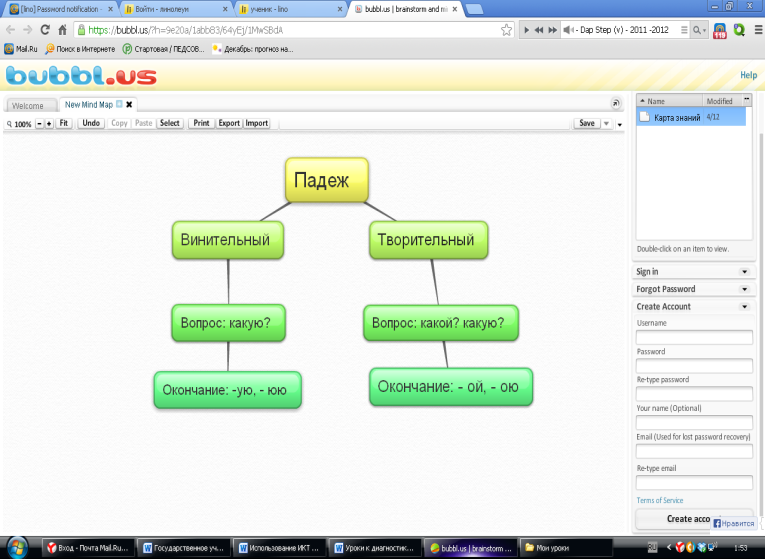 [lino] Password notification -
Войти - линолеум
ученик - lino
bubbl.us | brainstorm and m
https://bubbl.us/?h=9e20a/1abb83/64yEJ/1MwSBdA
Dap Step (v) - 2011 -2012
119
Mail.Ru
Поиск в Интернете
Стартовая / ПЕДСОВ...
Декабрь: прогноз на...
bubbl.us
Help
Welcome
New Mind Map
100%
Fit
Undo
Copy
Paste
Select
Print
Export
Import
Save
Name
Modified
Карта знаний
4/12
Падеж
Винительный
Творительный
Вопрос: какую?
Вопрос: какой? какую?
Окончание: -ую, - юю
Окончание: - ой, - ою
Double-click on an item to view.
Sign in
Forgot Password
Create Account
Username
Password
Re-type password
Your name (Optional)
Email (Used for lost password recovery)
Re-type email
Terms of Service
Create acco
Нравится
Вход - Почта Mail.Ru...
Государственное уч...
Использование ИКТ ...
Уроки к диагностик...
bubbl.us | brainstorm ...
Мои уроки
1:53